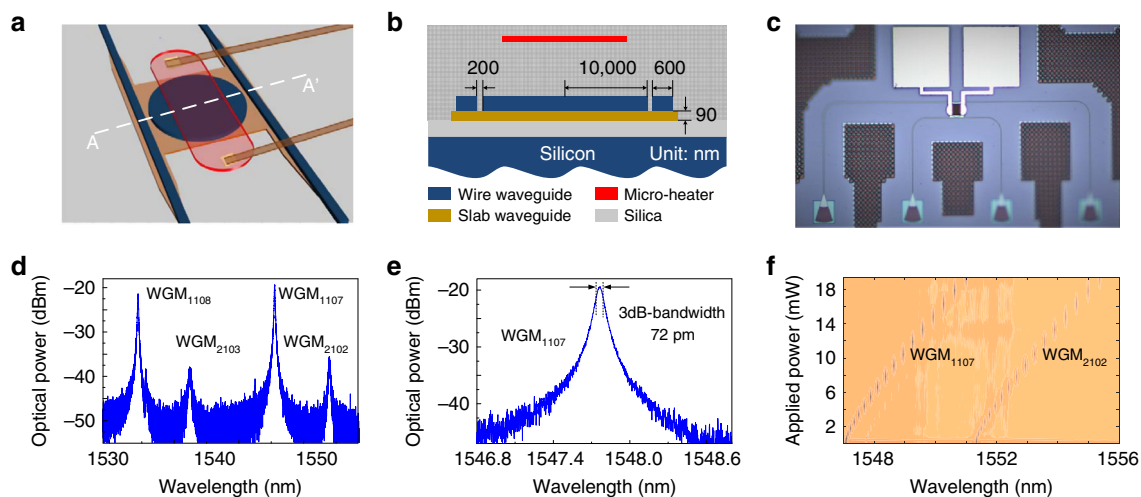 a
A
A'
b
200
10,000
600
90
Silicon
Unit: nm
Wire waveguide
Micro-heater
Slab waveguide
Silica
c
d
Optical power (dBm)
−20
−30
−40
−50
WGM1108
WGM2103
WGM1107
WGM2102
1530
1540
1550
Wavelength (nm)
e
Optical power (dBm)
−20
−30
−40
WGM1107
3dB-bandwidth
72 pm
1546.8
1547.4
1548.0
1548.6
Wavelength (nm)
f
Applied power (mW)
18
14
10
6
2
WGM1107
WGM2102
1548
1552
1556
Wavelength (nm)